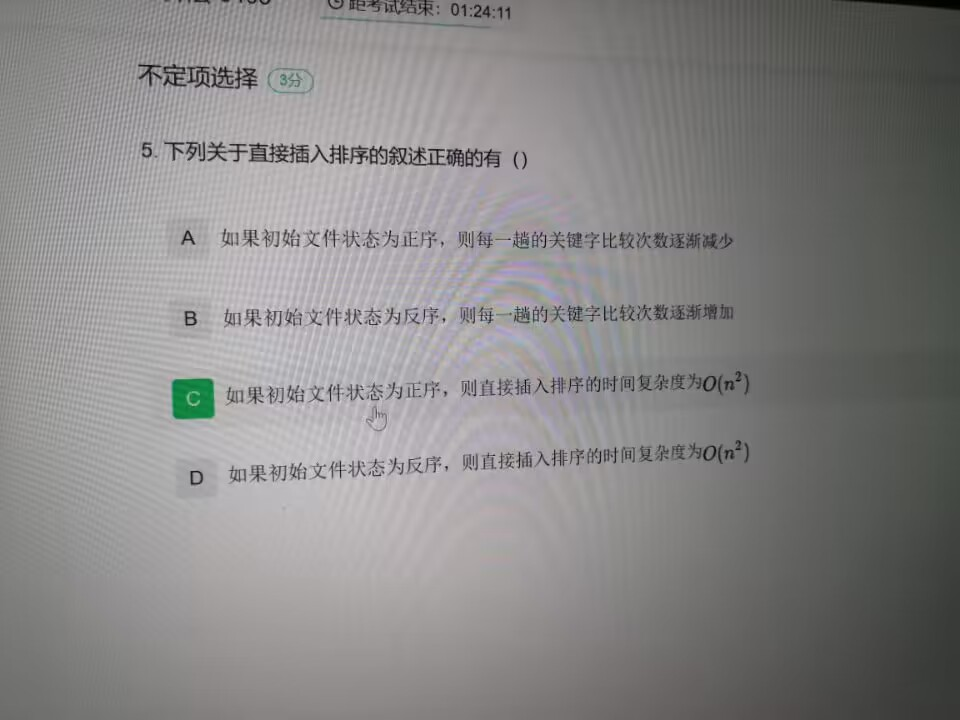 距考试结束：01:24:11
不定项选择 3分
5. 下列关于直接插入排序的叙述正确的有（）
A 如果初始文件状态为正序，则每一趟的关键字比较次数逐渐减少
B 如果初始文件状态为反序，则每一趟的关键字比较次数逐渐增加
C 如果初始文件状态为正序，则直接插入排序的时间复杂度为O(n²)
D 如果初始文件状态为反序，则直接插入排序的时间复杂度为O(n²)